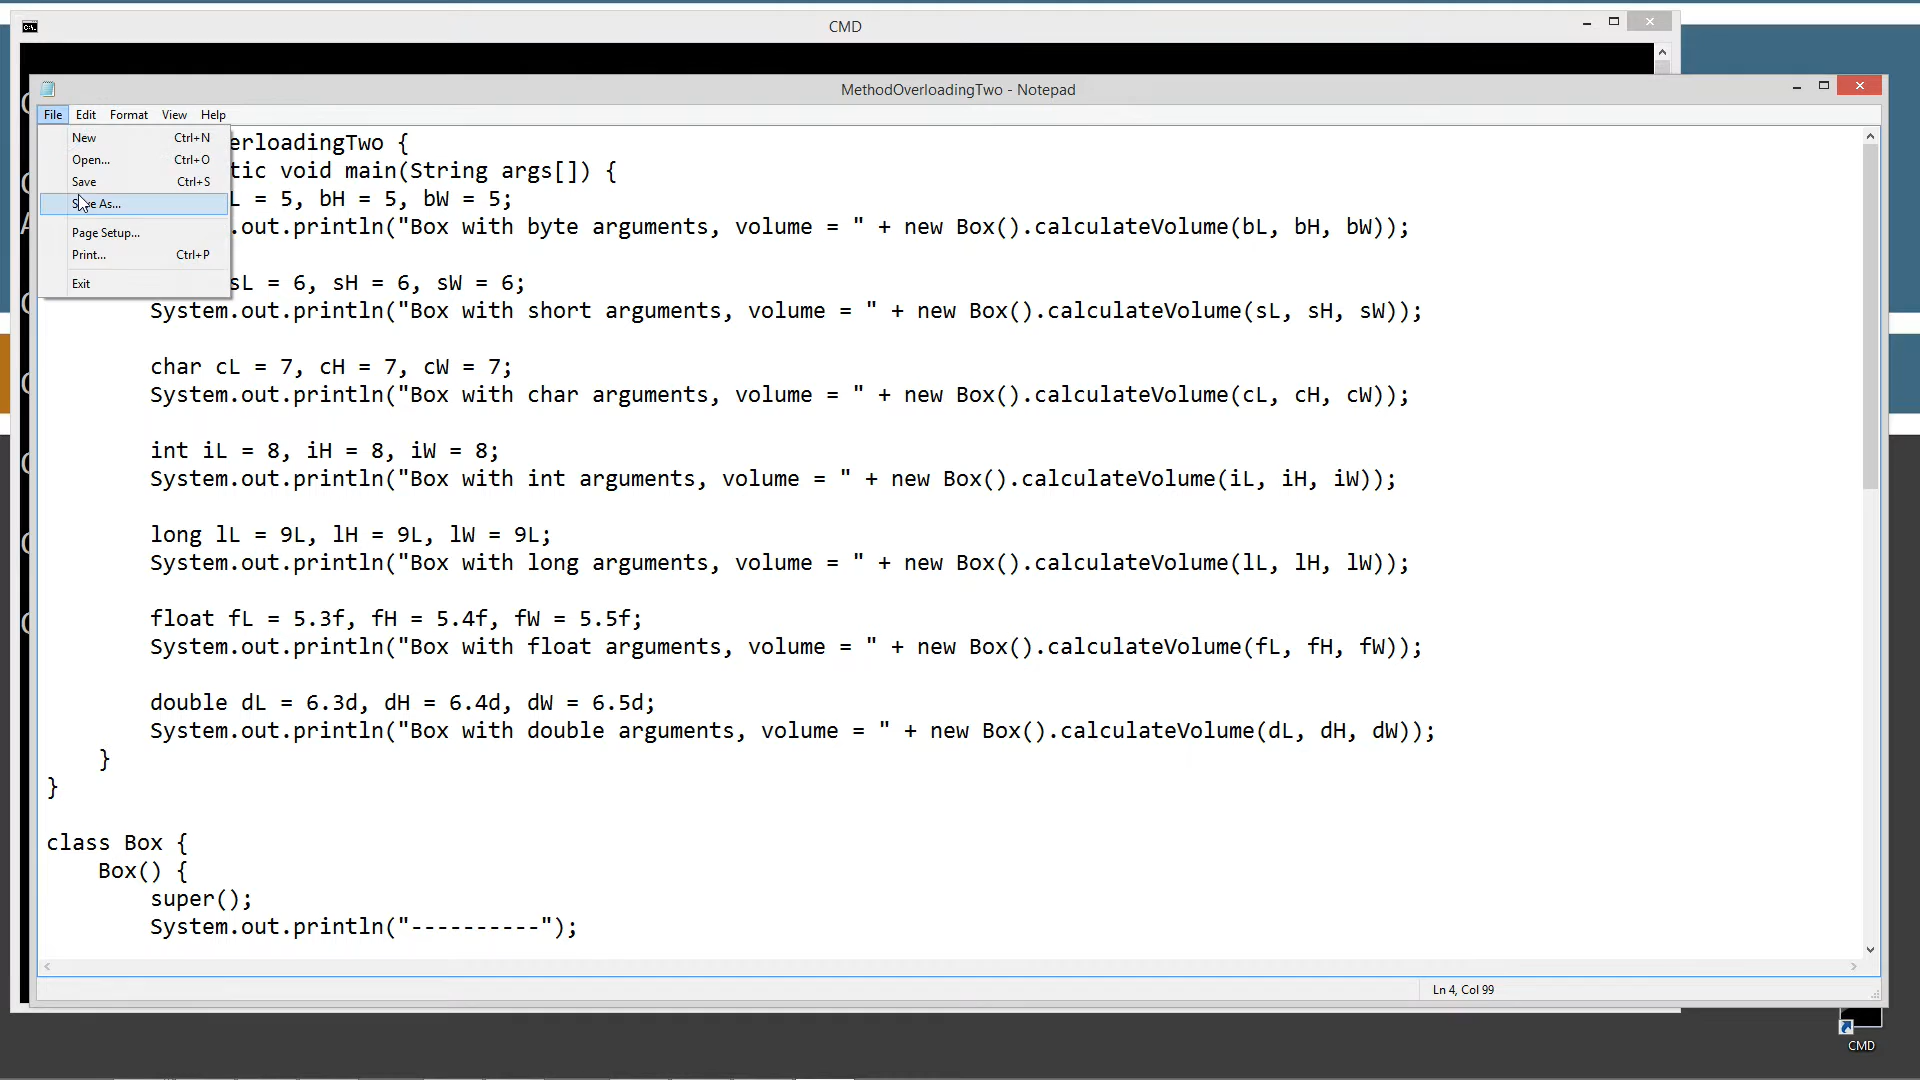 CMD
MethodOverloadingTwo - Notepad
File Edit Format View Help
New Ctrl+N
Open... Ctrl+O
Save Ctrl+S
As...
Page Setup...
Print... Ctrl+P
Exit
{
void main(String args[]) {
= 5, bH = 5, bW = 5;
.out.println("Box with byte arguments, volume = " + new Box().calculateVolume(bL, bH, bW));
sL = 6, sH = 6, sW = 6;
System.out.println("Box with short arguments, volume = " + new Box().calculateVolume(sL, sH, sW));
char cL = 7, cH = 7, cW = 7;
System.out.println("Box with char arguments, volume = " + new Box().calculateVolume(cL, cH, cW));
int iL = 8, iH = 8, iW = 8;
System.out.println("Box with int arguments, volume = " + new Box().calculateVolume(iL, iH, iW));
long lL = 9L, lH = 9L, lW = 9L;
System.out.println("Box with long arguments, volume = " + new Box().calculateVolume(lL, lH, lW));
float fL = 5.3f, fH = 5.4f, fW = 5.5f;
System.out.println("Box with float arguments, volume = " + new Box().calculateVolume(fL, fH, fW));
double dL = 6.3d, dH = 6.4d, dW = 6.5d;
System.out.println("Box with double arguments, volume = " + new Box().calculateVolume(dL, dH, dW));
}
}
class Box {
Box() {
super();
System.out.println("----------");
Ln 4, Col 99
CMD